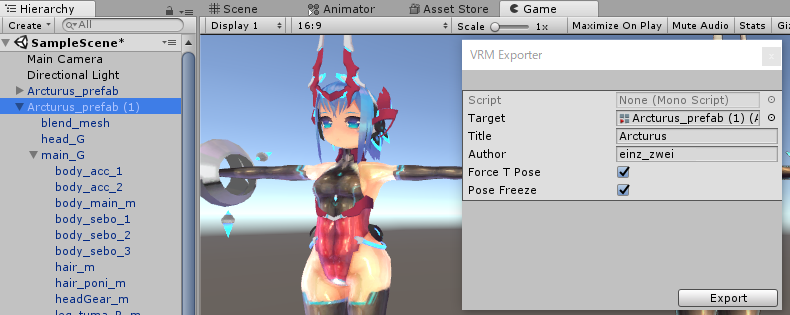 Hierarchy
Create
All
SampleScene*
Main Camera
Directional Light
Arcturus_prefab
Arcturus_prefab (1)
blend_mesh
head_G
main_G
body_acc_1
body_acc_2
body_main_m
body_sebo_1
body_sebo_2
body_sebo_3
hair_m
hair_poni_m
headGear_m
Scene Animator Asset Store Game
Display 1 16:9 Scale 1x Maximize On Play Mute Audio Stats
VRM Exporter
Script None (Mono Script)
Target Arcturus_prefab (1) (A
Title Arcturus
Author einz_zwei
Force T Pose
Pose Freeze
Export